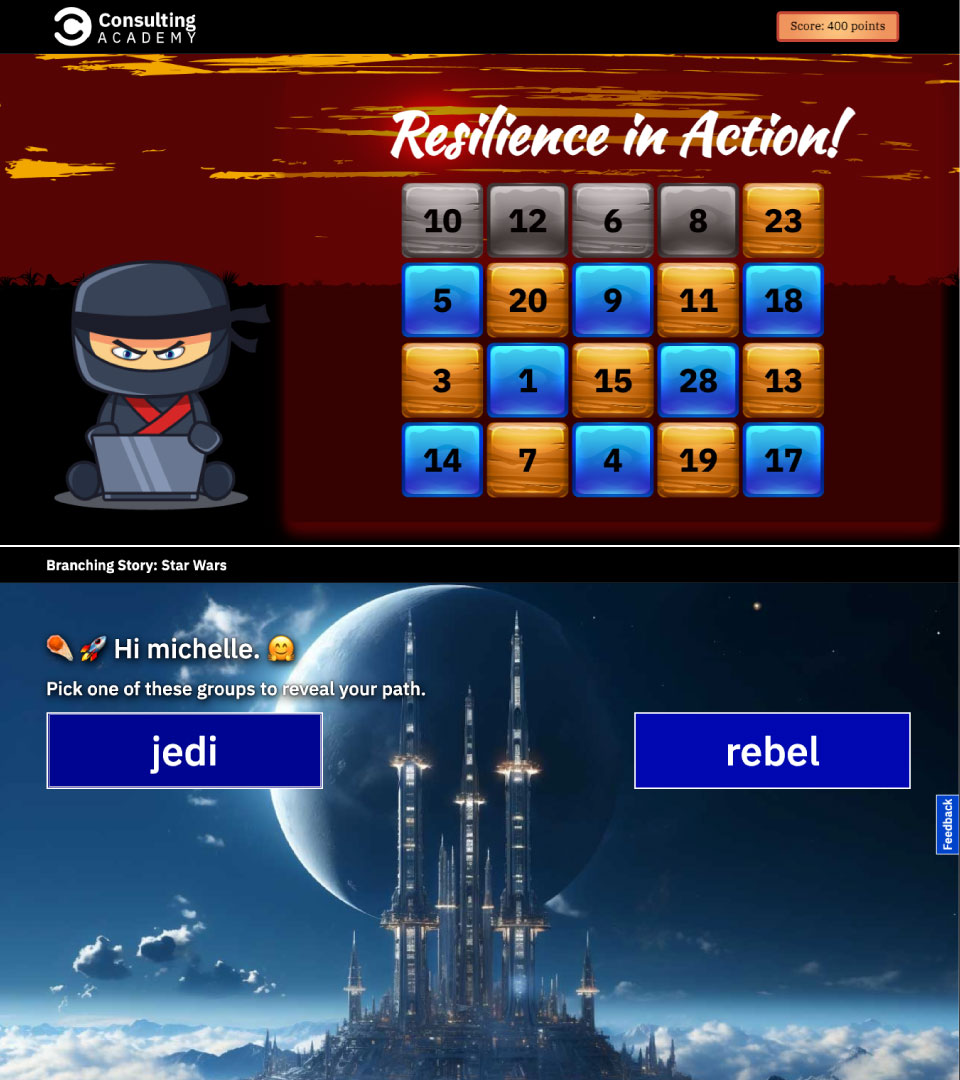 Consulting
ACADEMY
Score: 400 points
Resilience in Action!
10 12 6 8 23
5 20 9 11 18
3 1 15 28 13
14 7 4 19 17
Branching Story: Star Wars
☄️🚀 Hi michelle. 🤗
Pick one of these groups to reveal your path.
jedi rebel
Feedback